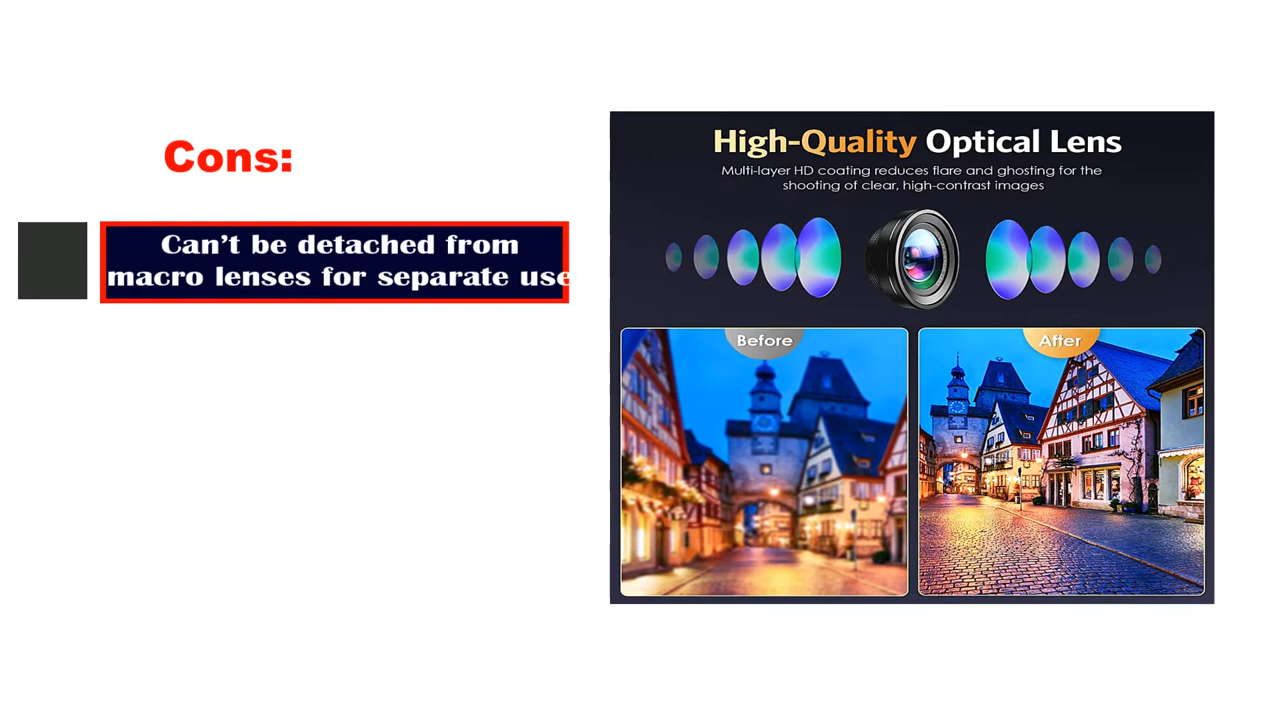 Cons:
Can't be detached from
macro lenses for separate use
High-Quality Optical Lens
Multi-layer HD coating reduces flare and ghosting for the
shooting of clear, high-contrast images
Before
After